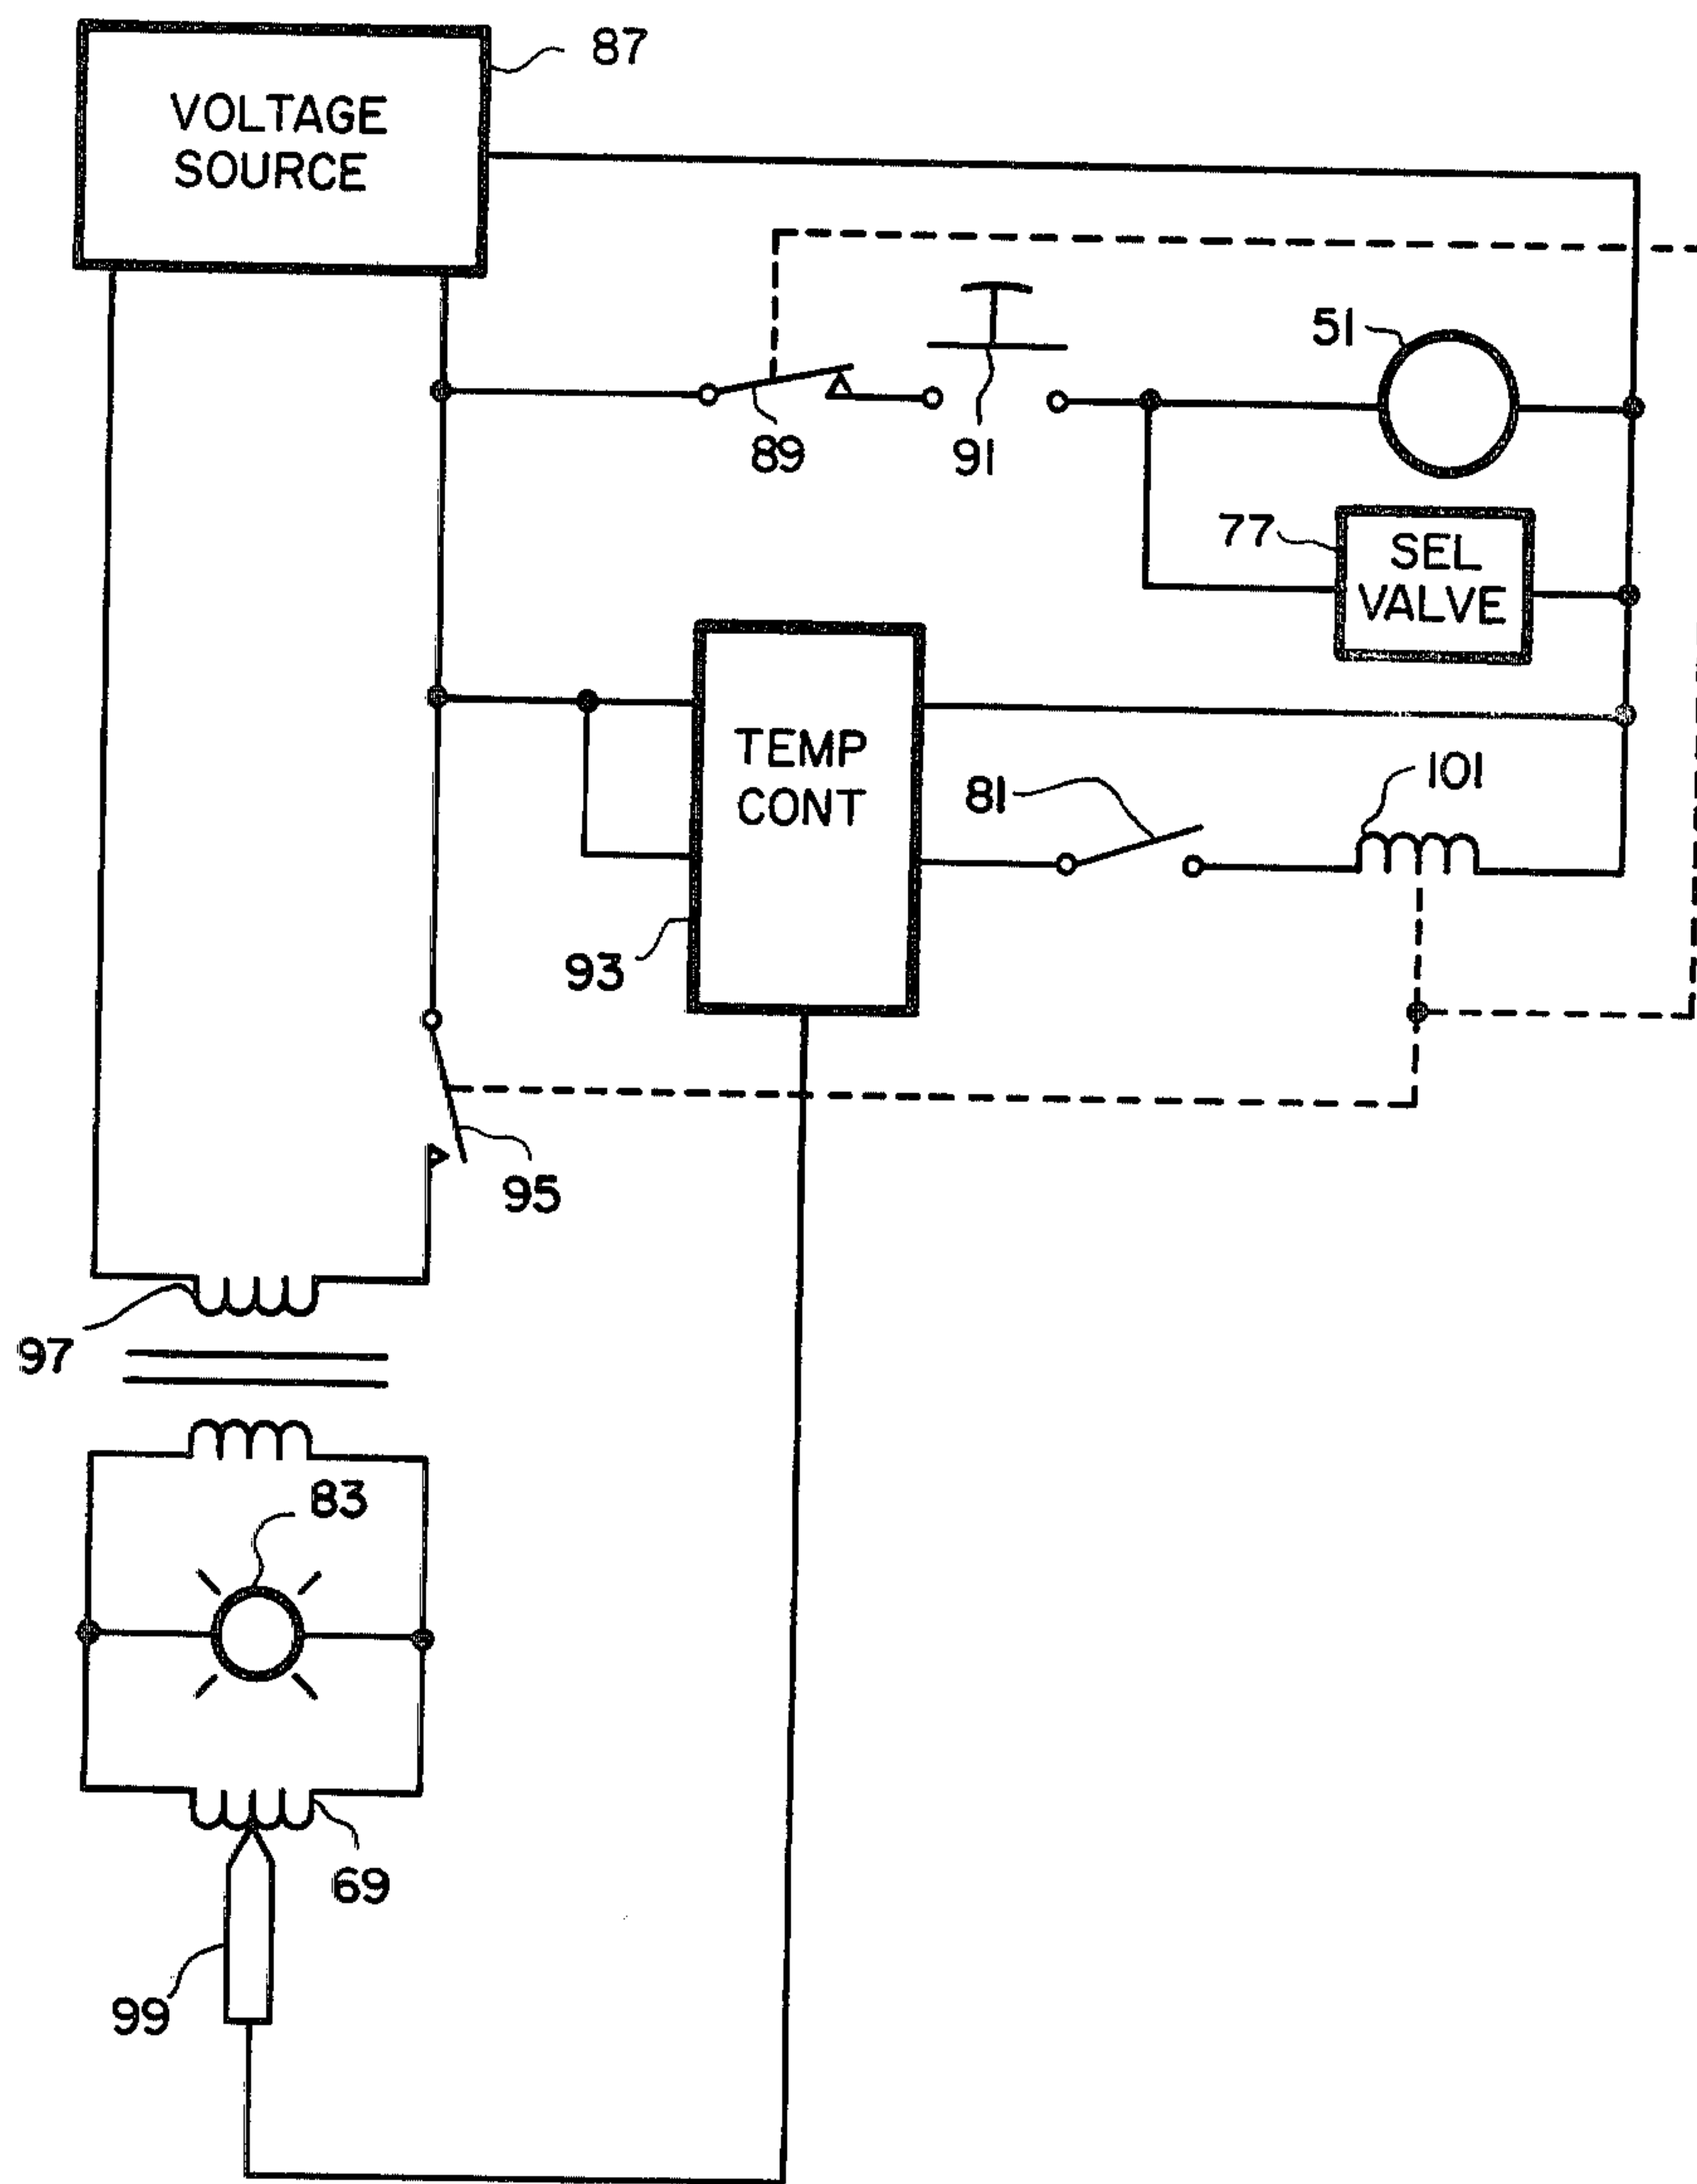 87
VOLTAGE
SOURCE
51
89
91
77
SEL
VALVE
TEMP
CONT
81
101
93
95
97
83
69
99